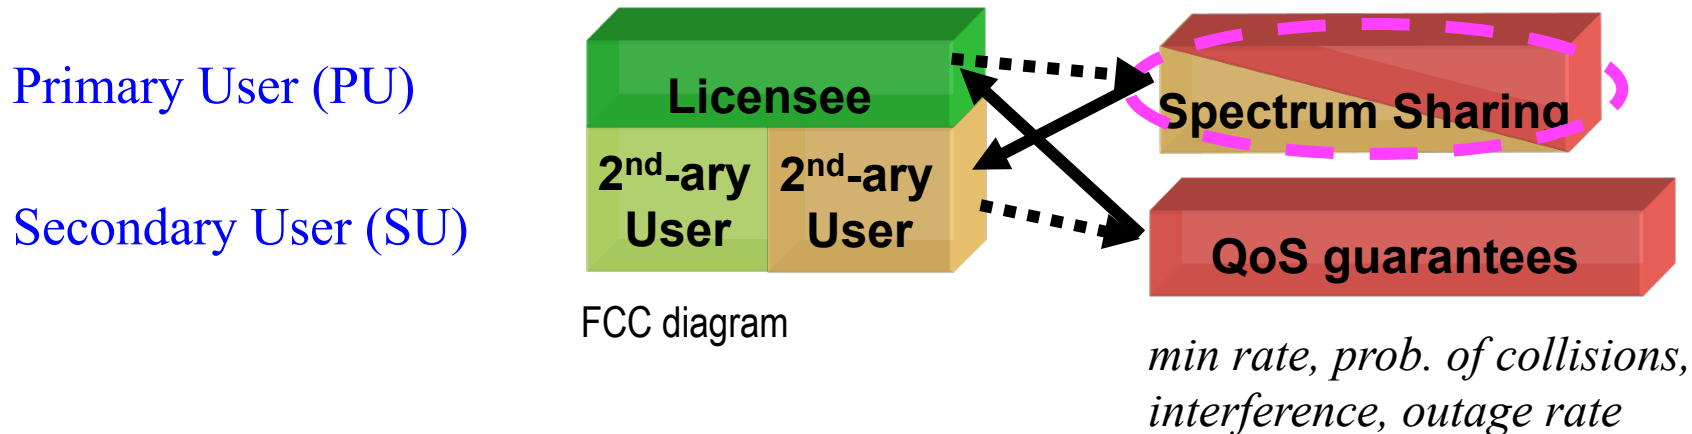 Primary User (PU)
Licensee
Spectrum Sharing
2nd-ary
User
2nd-ary
User
Secondary User (SU)
QoS guarantees
FCC diagram
min rate, prob. of collisions,
interference, outage rate